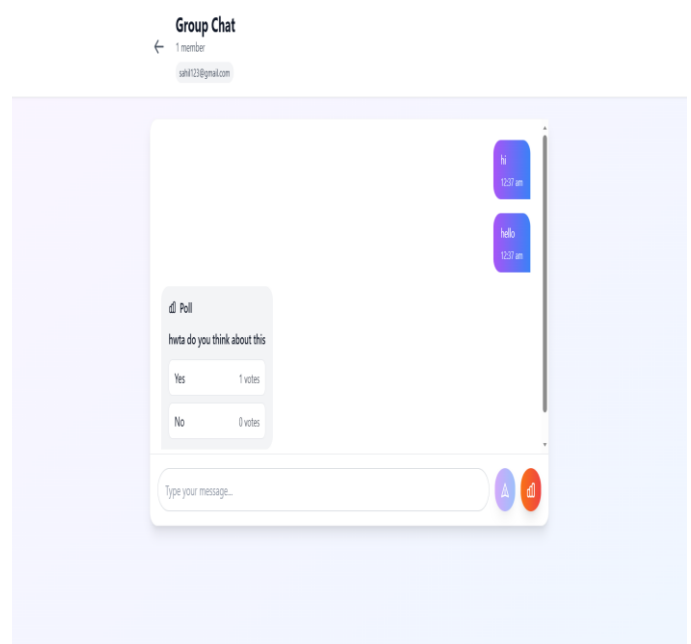 Group Chat
1 member
sahil123@gmail.com
hi
12:37 am
hello
12:37 am
Poll
hwta do you think about this
Yes 1 votes
No 0 votes
Type your message...